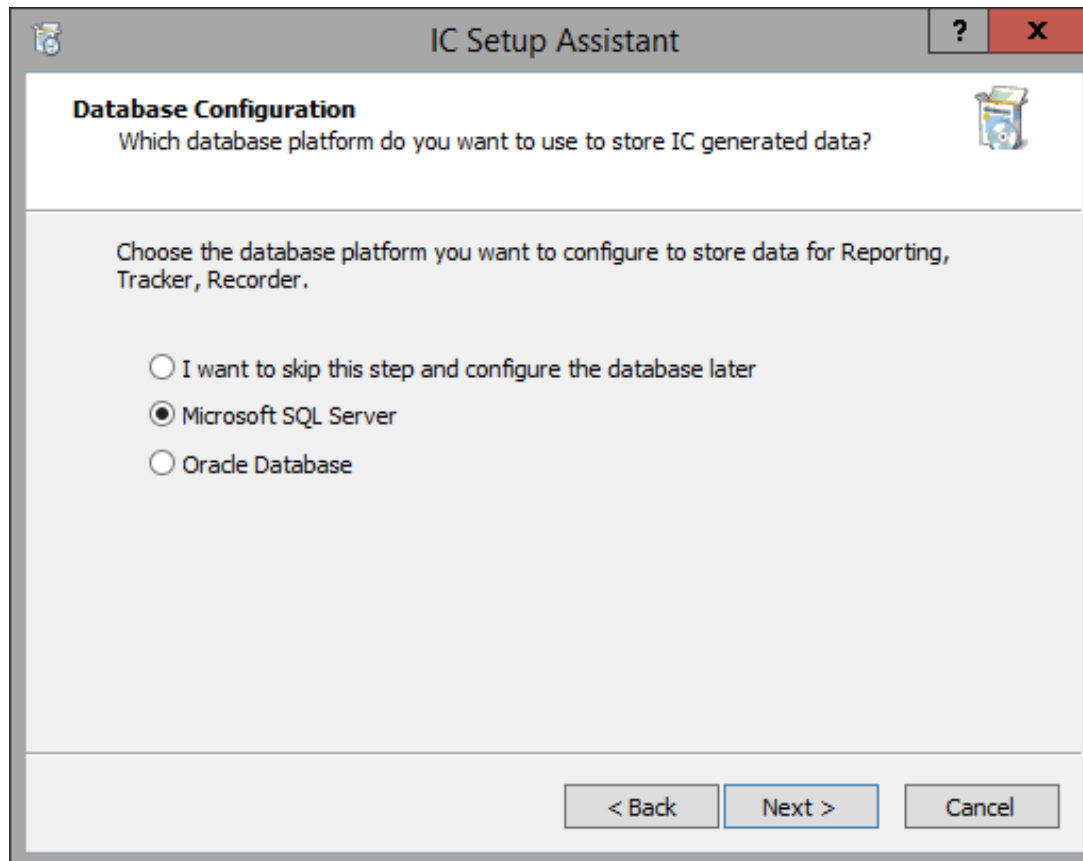 IC Setup Assistant
?
x
Database Configuration
Which database platform do you want to use to store IC generated data?
Choose the database platform you want to configure to store data for Reporting,
Tracker, Recorder.
I want to skip this step and configure the database later
Microsoft SQL Server
Oracle Database
< Back
Next >
Cancel